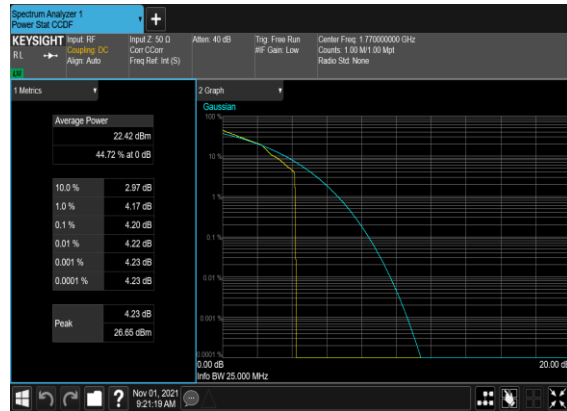 Spectrum Analyzer 1
Power Stat CCDF
+
KEYSIGHT
Input: RF
Input Z: 50 Ω
Atten: 40 dB
Trig: Free Run
Center Freq: 1.770000000 GHz
RL
Coupling: DC
Corr CCorr
#IF Gain: Low
Counts: 1.00 M/1.00 Mpt
Align: Auto
Freq Ref: Int (S)
Radio Std: None
1 Metrics
2 Graph
Gaussian
Average Power
22.42 dBm
44.72 % at 0 dB
10.0 % 2.97 dB
1.0 % 4.17 dB
0.1 % 4.20 dB
0.01 % 4.22 dB
0.001 % 4.23 dB
0.0001 % 4.23 dB
Peak
4.23 dB
26.65 dBm
100 %
10 %
1 %
0.1 %
0.01 %
0.001 %
0.0001 %
0.00 dB
20.00 dB
Info BW 25.000 MHz
?
Nov 01, 2021
9:21:19 AM